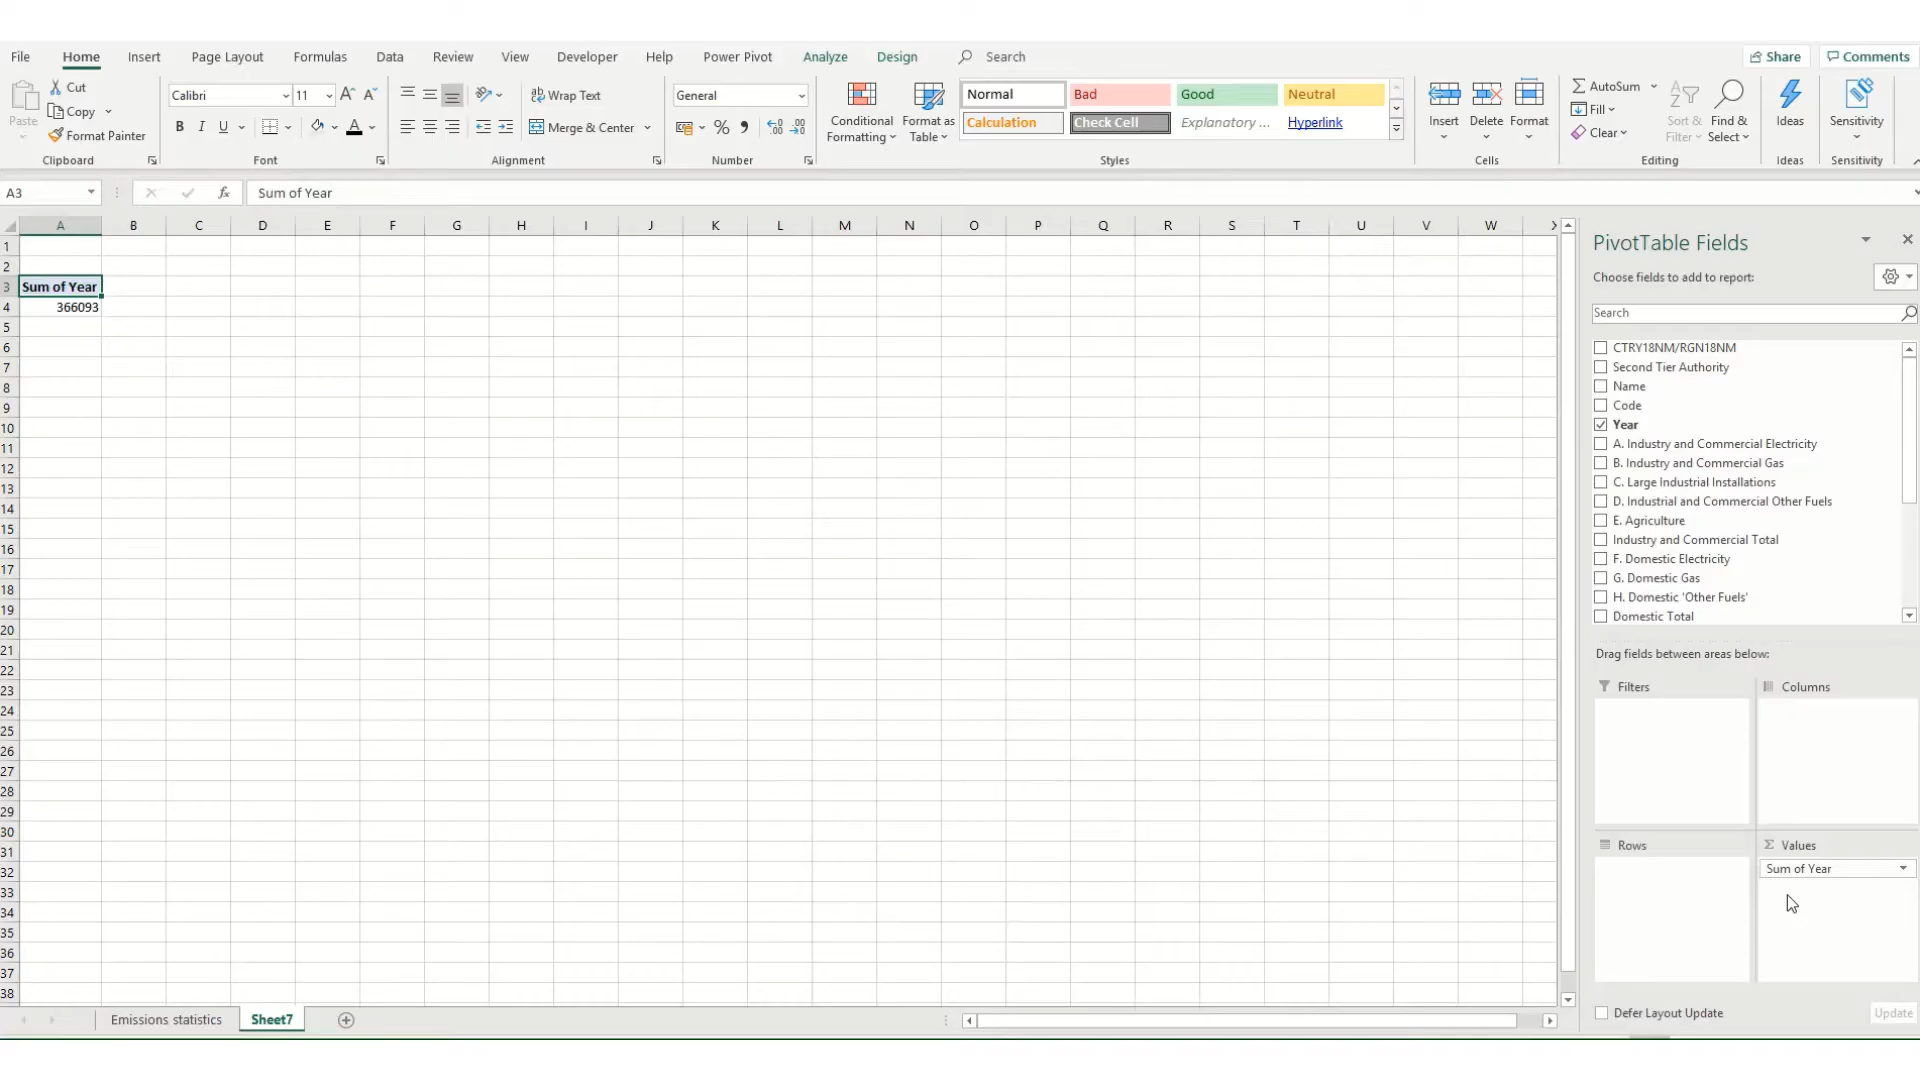 File Home Insert Page Layout Formulas Data Review View Developer Help Power Pivot Analyze Design Search Share Comments
Cut
Copy
Format Painter
Paste
Clipboard
Calibri 11
B I U
Font
Wrap Text
Merge & Center
Alignment
General
Number
Conditional Formatting
Format as Table
Normal Bad Good Neutral
Calculation Check Cell Explanatory ... Hyperlink
Styles
Insert Delete Format
Cells
AutoSum
Fill
Clear
Sort & Filter
Find & Select
Editing
Ideas
Ideas
Sensitivity
Sensitivity
A3 fx Sum of Year
A B C D E F G H I J K L M N O P Q R S T U V W
1
2
3 Sum of Year
4 366093
5
6
7
8
9
10
11
12
13
14
15
16
17
18
19
20
21
22
23
24
25
26
27
28
29
30
31
32
33
34
35
36
37
38
PivotTable Fields
Choose fields to add to report:
Search
CTRY18NM/RGN18NM
Second Tier Authority
Name
Code
Year
A. Industry and Commercial Electricity
B. Industry and Commercial Gas
C. Large Industrial Installations
D. Industrial and Commercial Other Fuels
E. Agriculture
Industry and Commercial Total
F. Domestic Electricity
G. Domestic Gas
H. Domestic 'Other Fuels'
Domestic Total
Drag fields between areas below:
Filters Columns
Rows Values
Sum of Year
Defer Layout Update Update
Emissions statistics Sheet7